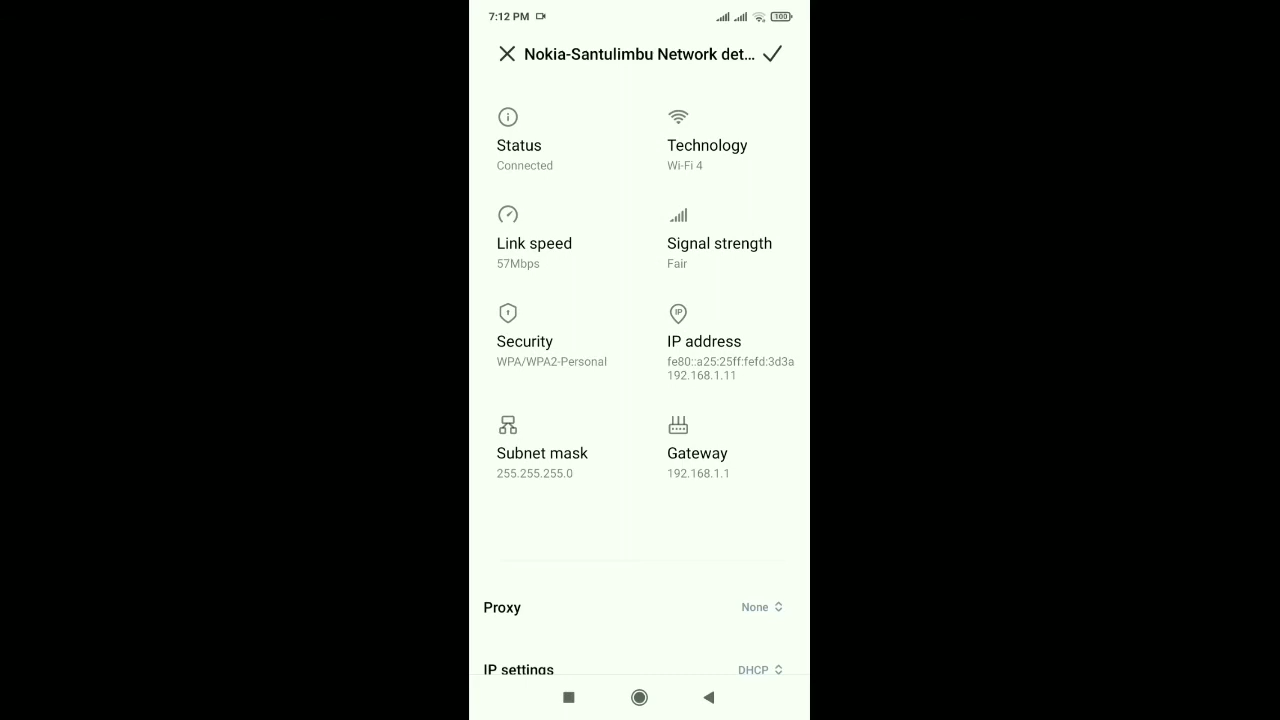 7:12 PM
100
Nokia-Santulimbu Network det...
Status
Connected
Technology
Wi-Fi 4
Link speed
57Mbps
Signal strength
Fair
Security
WPA/WPA2-Personal
IP
IP address
fe80::a25:25ff:fefd:3d3a
192.168.1.11
Subnet mask
255.255.255.0
Gateway
192.168.1.1
Proxy
None
IP settings
DHCP